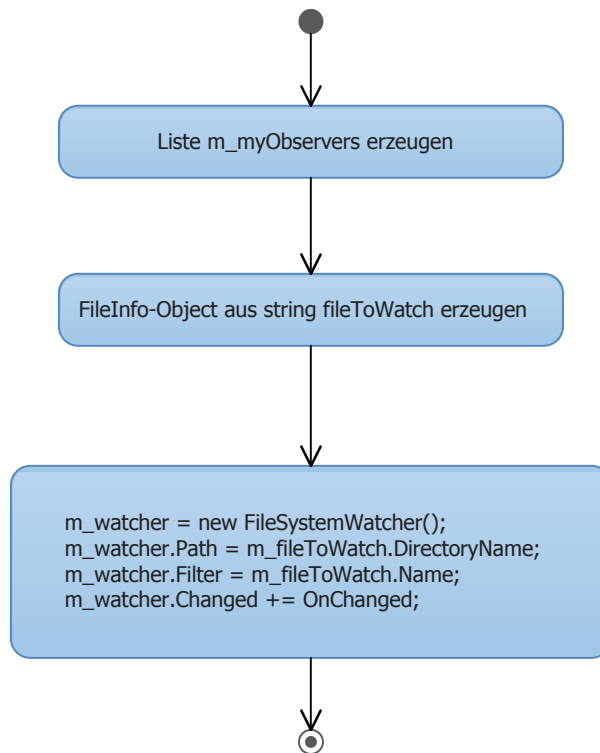 Liste m_myObservers erzeugen
FileInfo-Object aus string fileToWatch erzeugen
m_watcher = new FileSystemWatcher();
m_watcher.Path = m_fileToWatch.DirectoryName;
m_watcher.Filter = m_fileToWatch.Name;
m_watcher.Changed += OnChanged;